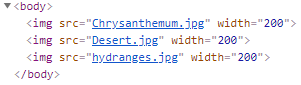 ▼<body>
<img src="Chrysanthemum.jpg" width="200">
<img src="Desert.jpg" width="200">
<img src="hydranges.jpg" width="200">
</body>